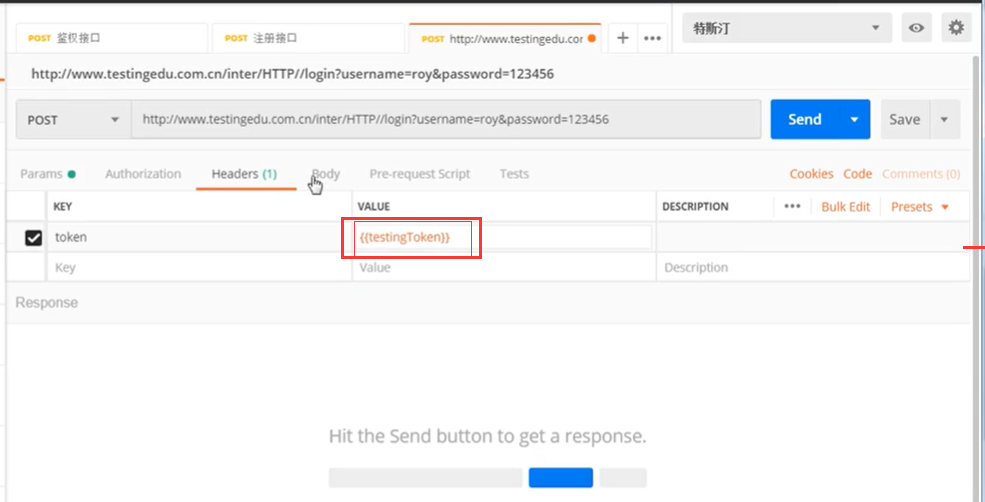 POST 鉴权接口 POST 注册接口 POST http://www.testingedu.cor + ••• 特斯汀
http://www.testingedu.com.cn/inter/HTTP//login?username=roy&password=123456
POST http://www.testingedu.com.cn/inter/HTTP//login?username=roy&password=123456 Send Save
Params Authorization Headers (1) Body Pre-request Script Tests Cookies Code Comments (0)
KEY VALUE DESCRIPTION ••• Bulk Edit Presets
token {{testingToken}}
Key Value Description
Response
Hit the Send button to get a response.